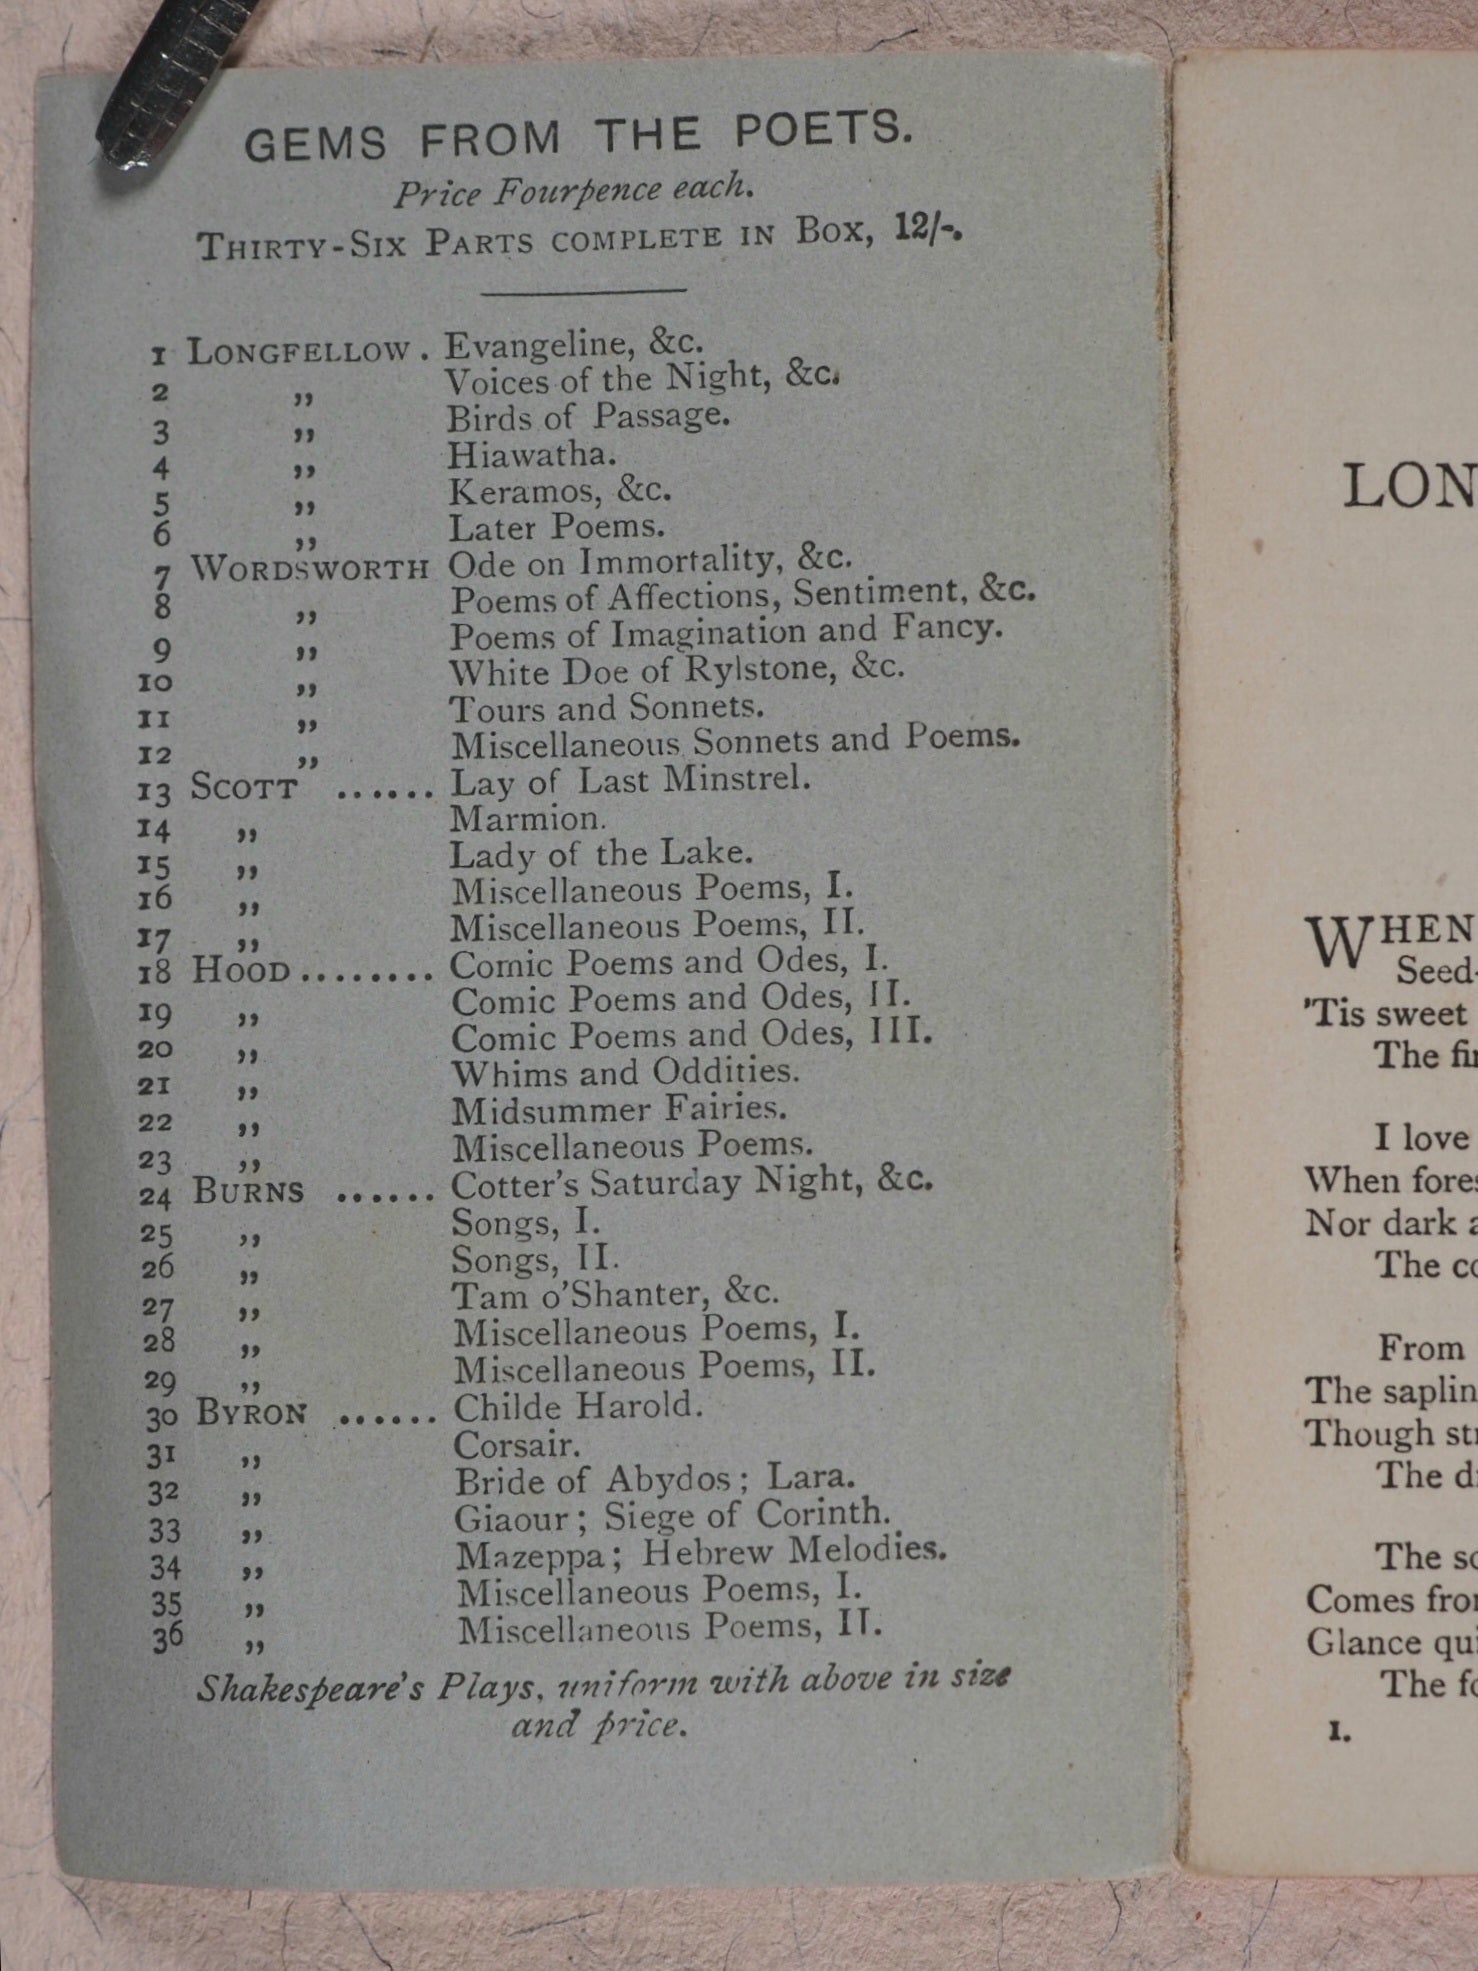 GEMS FROM THE POETS.
Price Fourpence each.
THIRTY-SIX PARTS COMPLETE IN BOX, 12/-.
1 LONGFELLOW . Evangeline, &c.
2 „ Voices of the Night, &c.
3 „ Birds of Passage.
4 „ Hiawatha.
5 „ Keramos, &c.
6 „ Later Poems.
7 WORDSWORTH Ode on Immortality, &c.
8 „ Poems of Affections, Sentiment, &c.
9 „ Poems of Imagination and Fancy.
10 „ White Doe of Rylstone, &c.
11 „ Tours and Sonnets.
12 „ Miscellaneous Sonnets and Poems.
13 SCOTT ...... Lay of Last Minstrel.
14 „ Marmion.
15 „ Lady of the Lake.
16 „ Miscellaneous Poems, I.
17 „ Miscellaneous Poems, II.
18 HOOD ........ Comic Poems and Odes, I.
19 „ Comic Poems and Odes, II.
20 „ Comic Poems and Odes, III.
21 „ Whims and Oddities.
22 „ Midsummer Fairies.
23 „ Miscellaneous Poems.
24 BURNS ...... Cotter's Saturday Night, &c.
25 „ Songs, I.
26 „ Songs, II.
27 „ Tam o'Shanter, &c.
28 „ Miscellaneous Poems, I.
29 „ Miscellaneous Poems, II.
30 BYRON ...... Childe Harold.
31 „ Corsair.
32 „ Bride of Abydos; Lara.
33 „ Giaour; Siege of Corinth.
34 „ Mazeppa; Hebrew Melodies.
35 „ Miscellaneous Poems, I.
36 „ Miscellaneous Poems, II.
Shakespeare's Plays, uniform with above in size
and price.
LON
WHEN
Seed-
'Tis sweet
The
I love
When
Nor dark
The
From
The
Though
The
The
Comes
Glance
The
1.